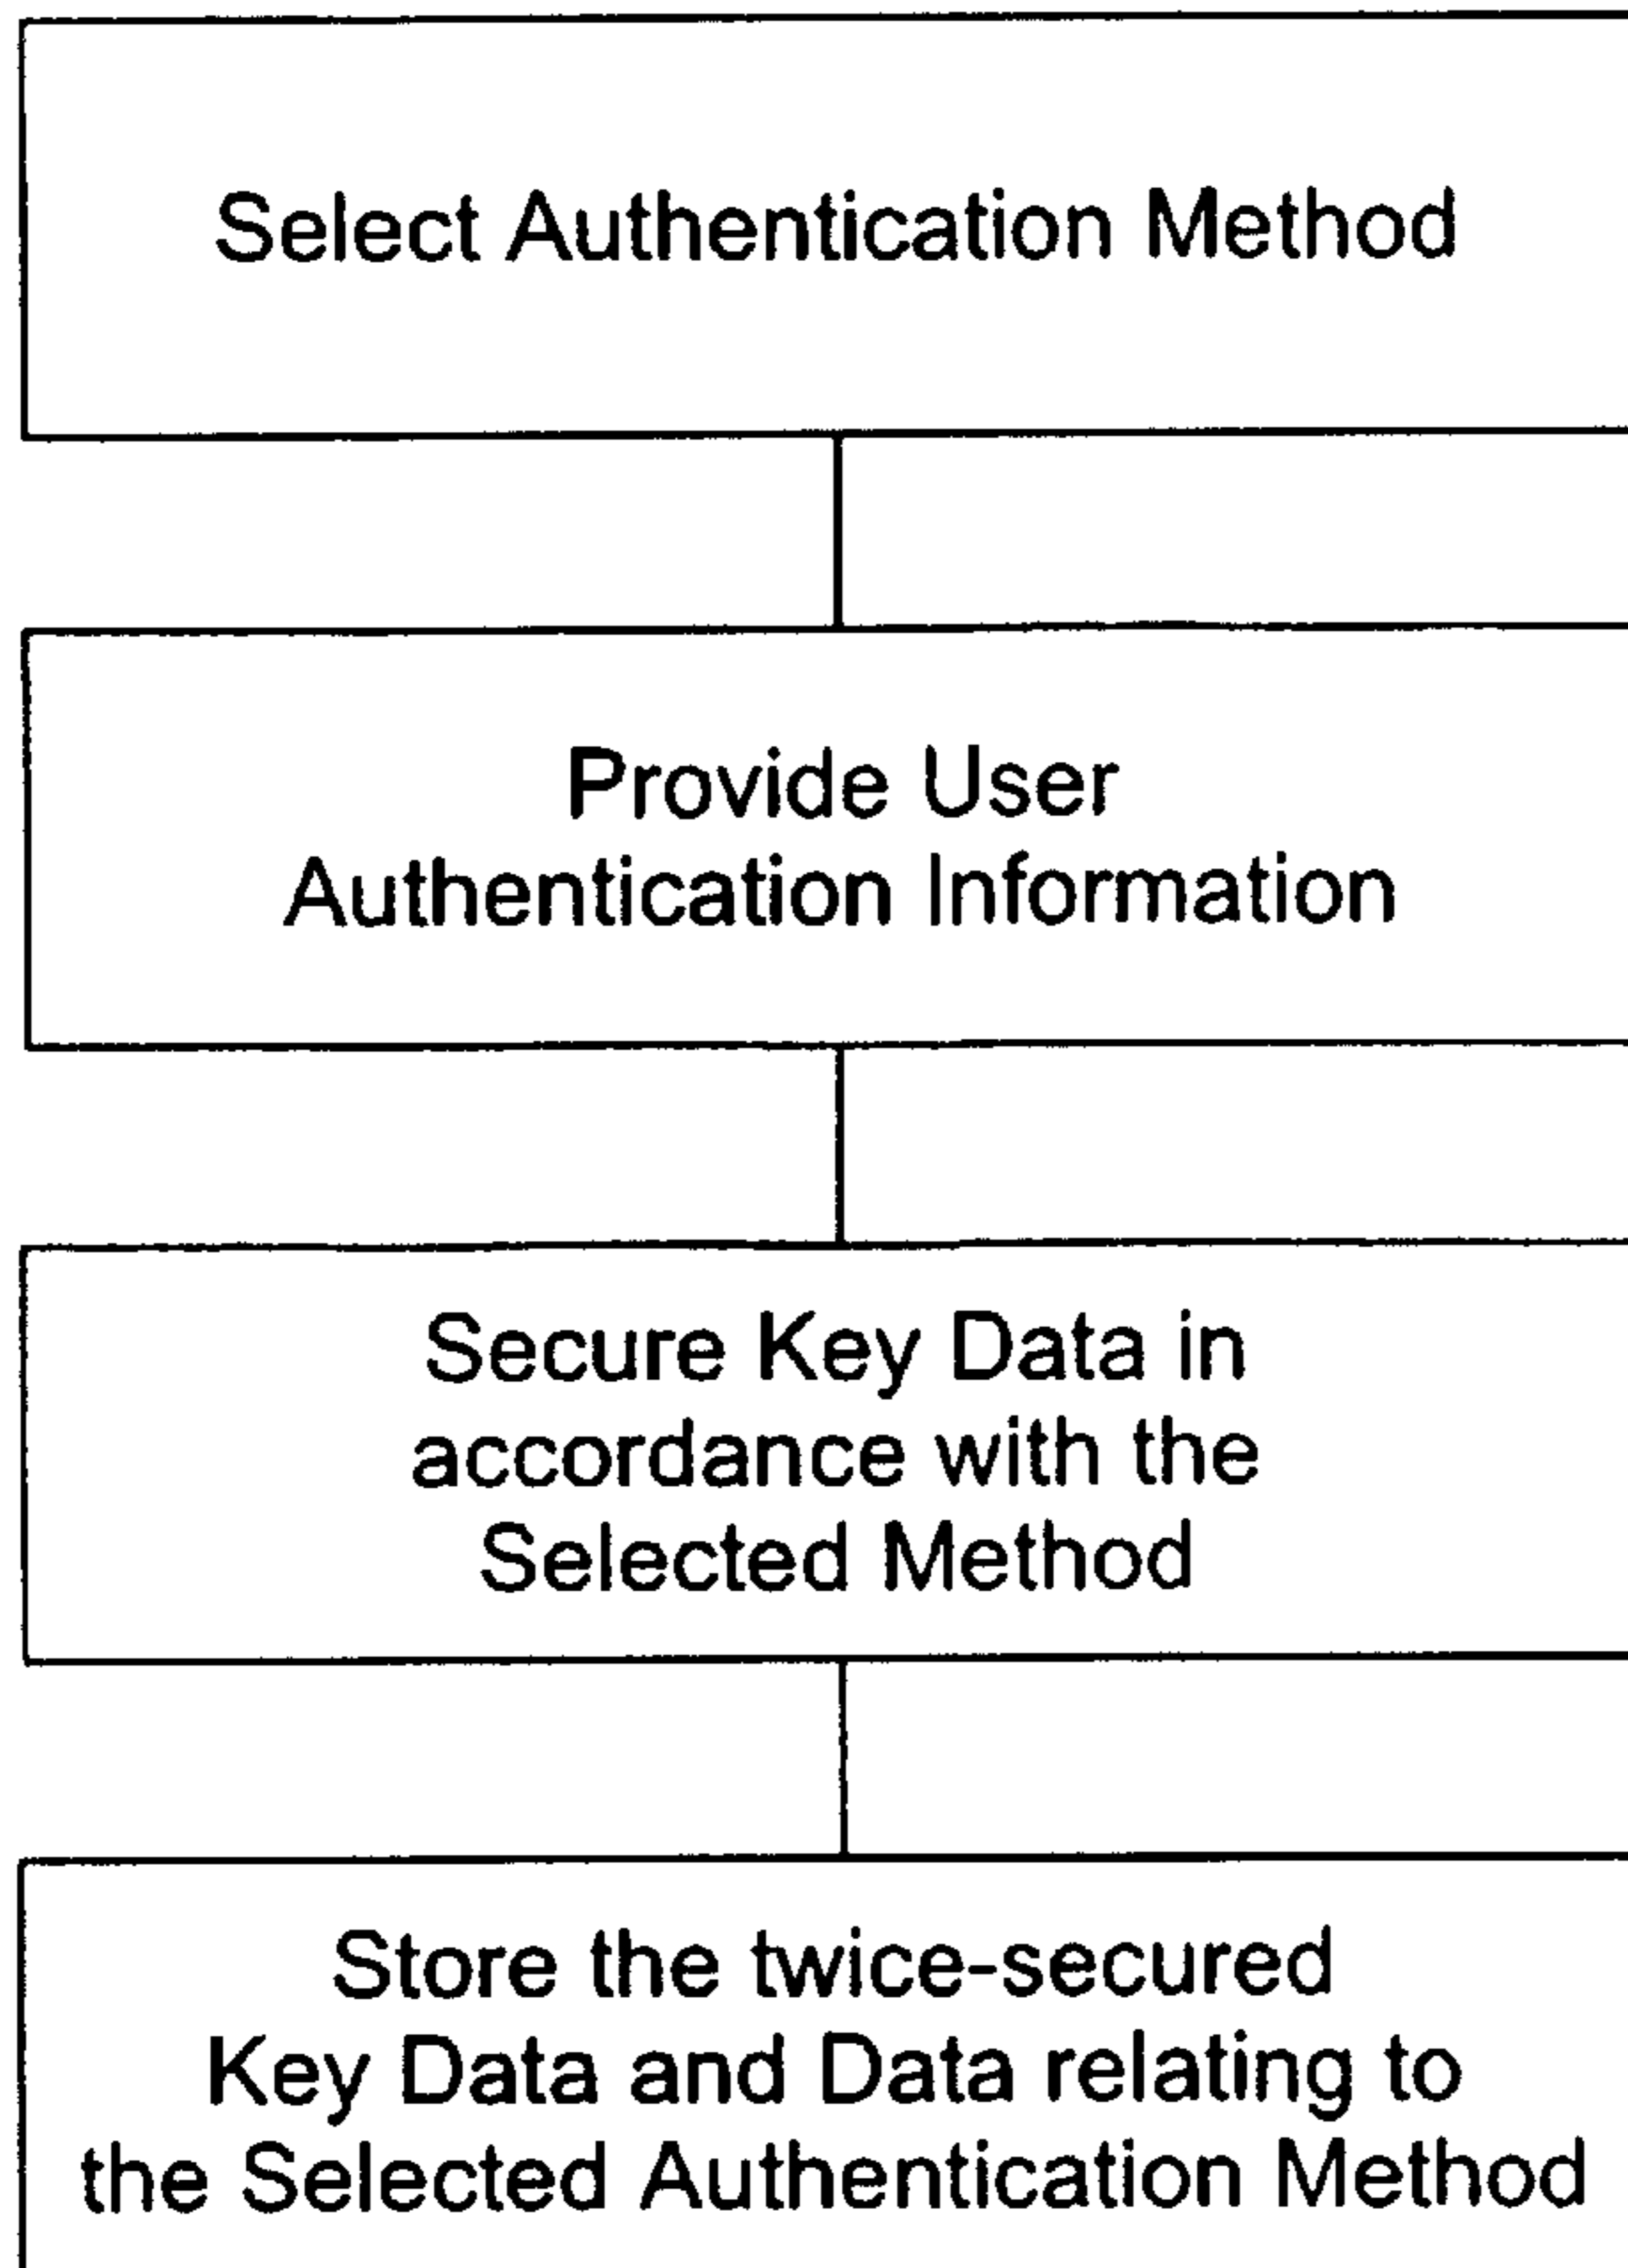 Select Authentication Method
Provide User
Authentication Information
Secure Key Data in
accordance with the
Selected Method
Store the twice-secured
Key Data and Data relating to
the Selected Authentication Method